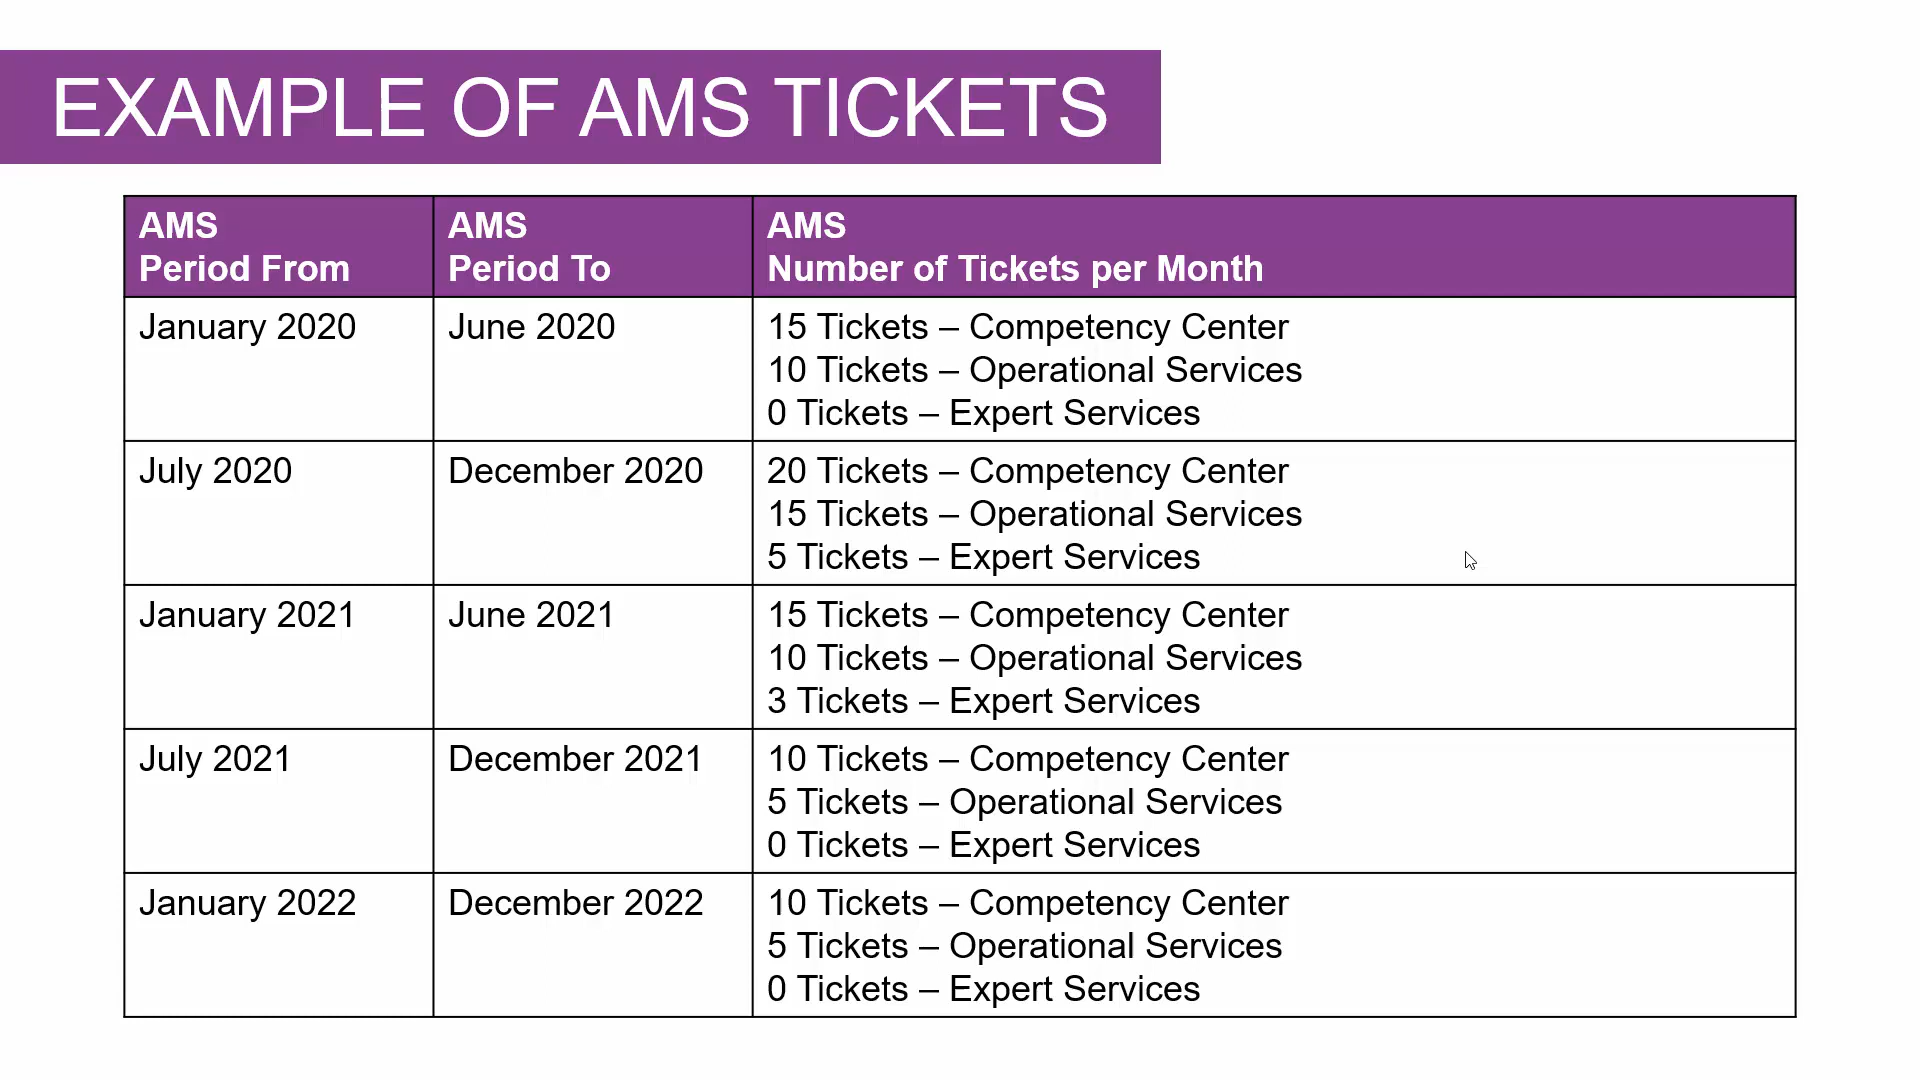 EXAMPLE OF AMS TICKETS
AMS
Period From
AMS
Period To
AMS
Number of Tickets per Month
January 2020
June 2020
15 Tickets – Competency Center
10 Tickets – Operational Services
0 Tickets – Expert Services
July 2020
December 2020
20 Tickets – Competency Center
15 Tickets – Operational Services
5 Tickets – Expert Services
January 2021
June 2021
15 Tickets – Competency Center
10 Tickets – Operational Services
3 Tickets – Expert Services
July 2021
December 2021
10 Tickets – Competency Center
5 Tickets – Operational Services
0 Tickets – Expert Services
January 2022
December 2022
10 Tickets – Competency Center
5 Tickets – Operational Services
0 Tickets – Expert Services